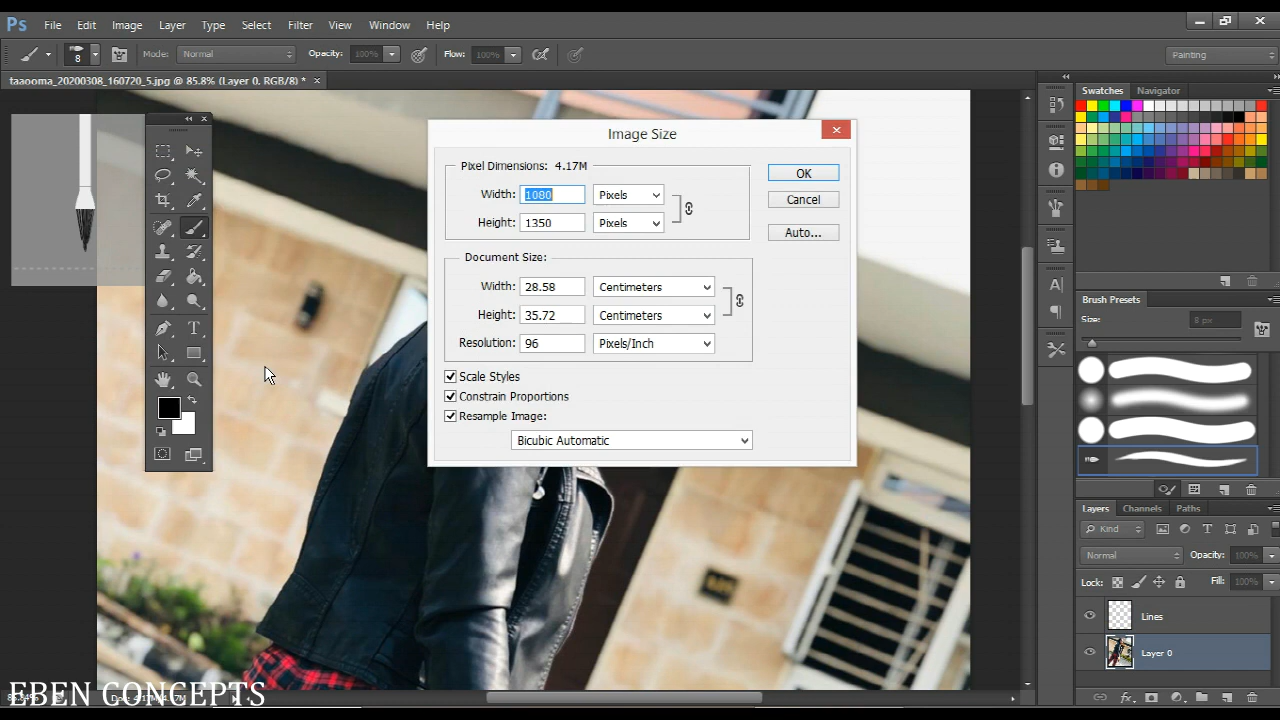 Ps File Edit Image Layer Type Select Filter View Window Help
8 Mode: Normal Opacity: 100% Flow: 100% Painting
taaooma_20200308_160720_5.jpg @ 85.8% (Layer 0, RGB/8) * ×
Swatches Navigator
Image Size
Pixel Dimensions: 4.17M
Width: 1080 Pixels
Height: 1350 Pixels
OK
Cancel
Auto...
Document Size:
Width: 28.58 Centimeters
Height: 35.72 Centimeters
Resolution: 96 Pixels/Inch
Scale Styles
Constrain Proportions
Resample Image:
Bicubic Automatic
Brush Presets
Size: 8 px
Layers Channels Paths
Kind
Normal Opacity: 100%
Lock: Fill: 100%
Lines
Layer 0
EBEN CONCEPTS